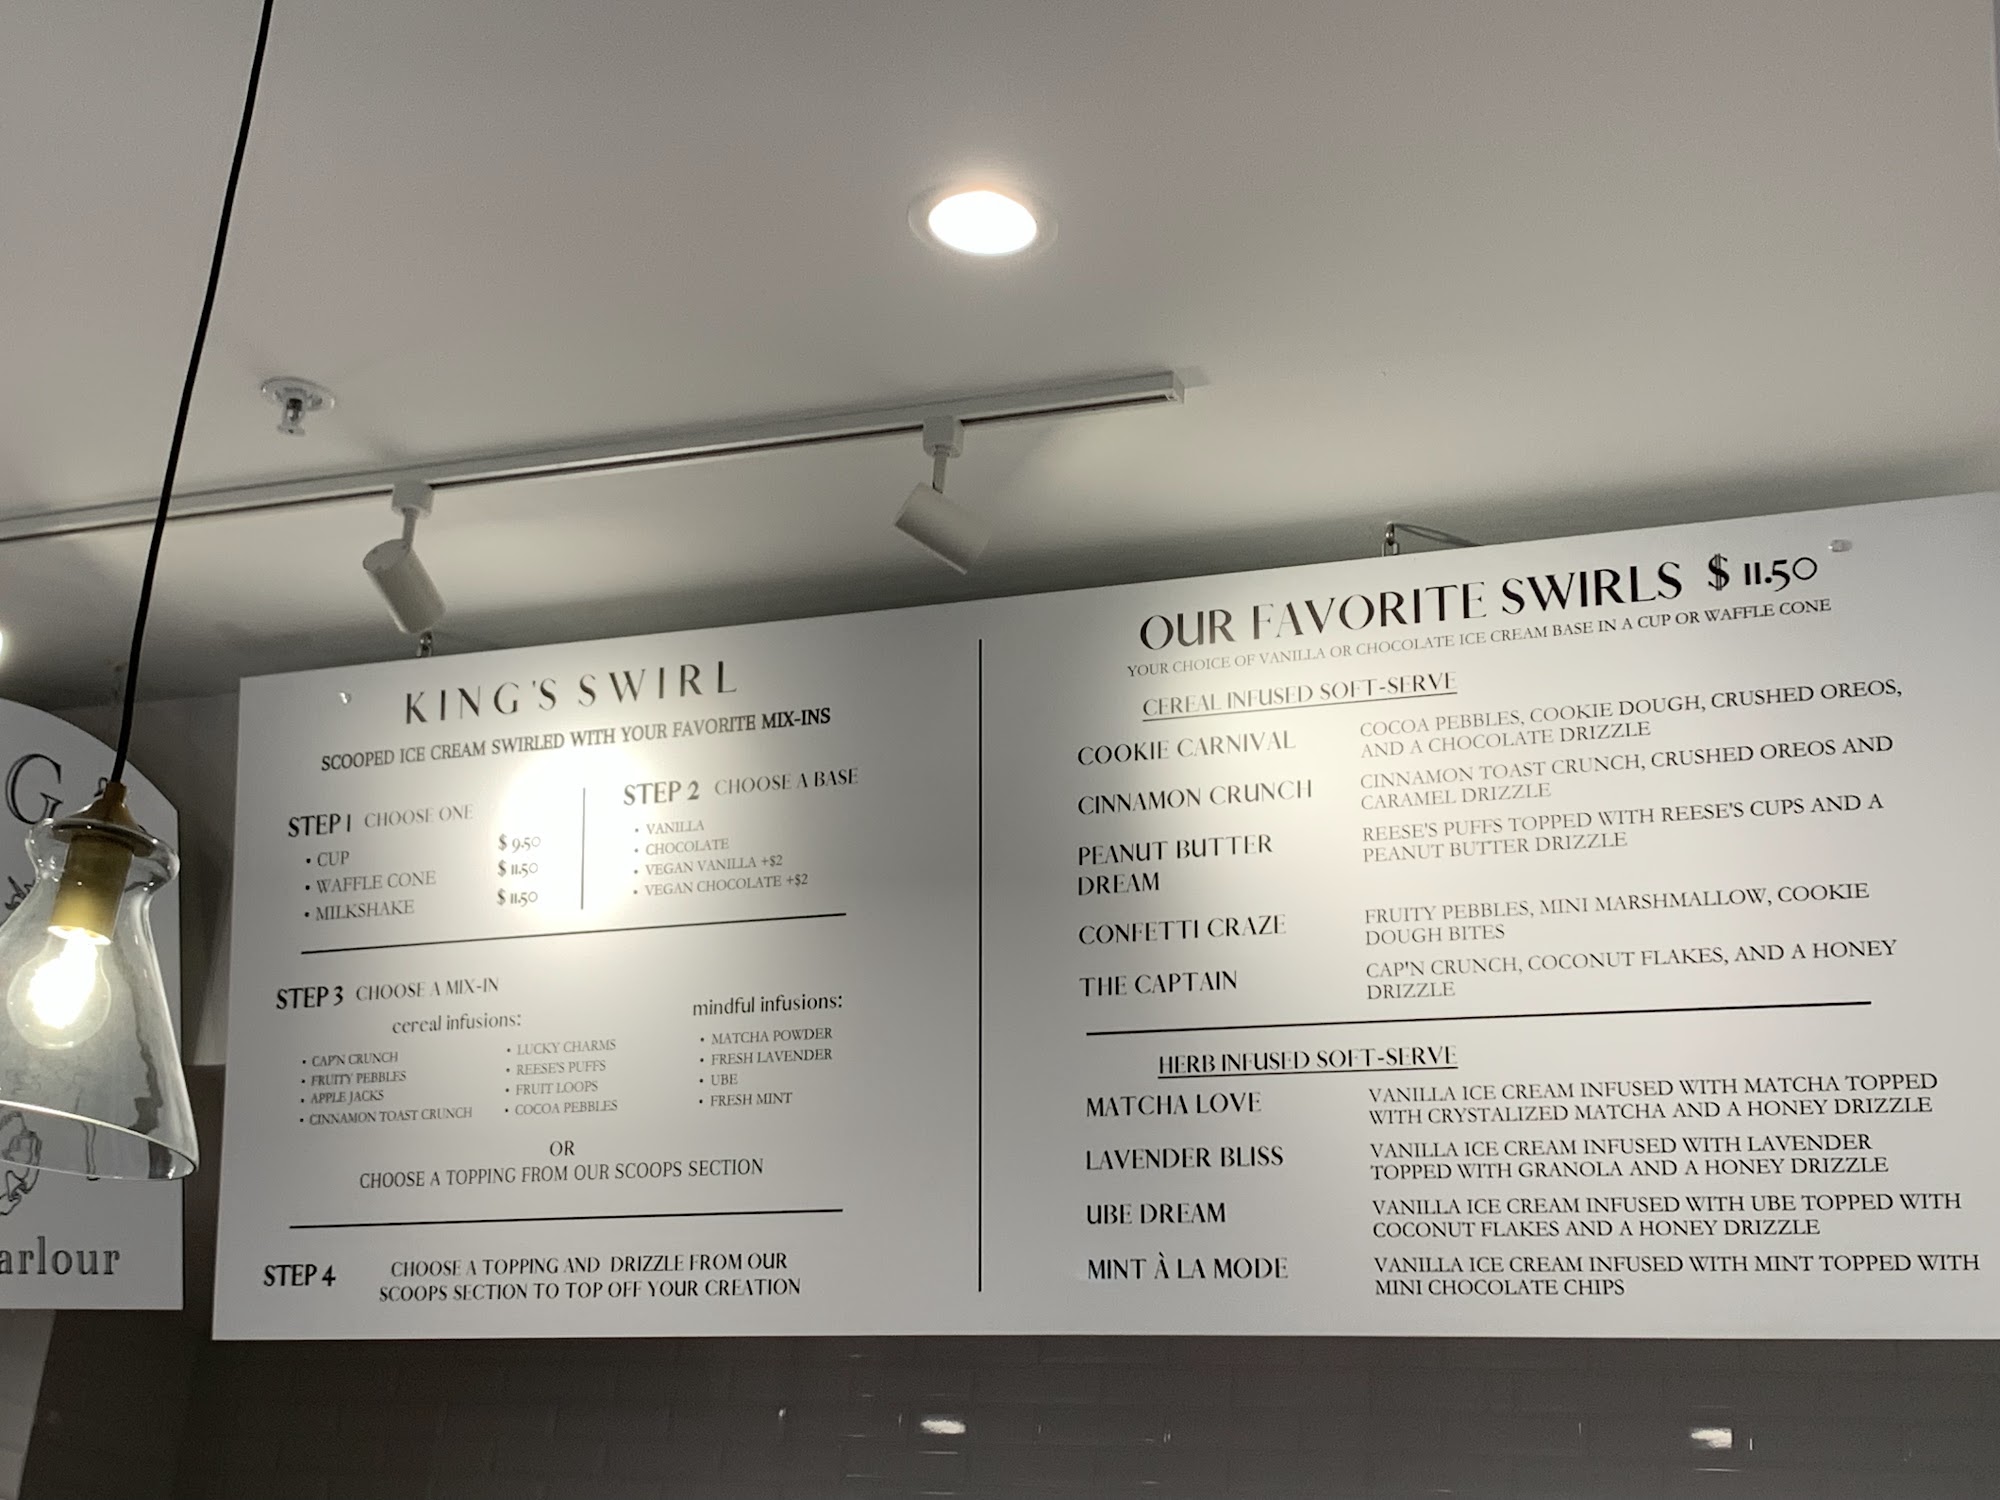 G
arlour
KING'S SWIRL
SCOOPED ICE CREAM SWIRLED WITH YOUR FAVORITE MIX-INS
STEP 1 CHOOSE ONE
• CUP $ 9.50
• WAFFLE CONE $ 11.50
• MILKSHAKE $ 11.50
STEP 2 CHOOSE A BASE
• VANILLA
• CHOCOLATE
• VEGAN VANILLA +$2
• VEGAN CHOCOLATE +$2
STEP 3 CHOOSE A MIX-IN
cereal infusions:
• CAP'N CRUNCH
• FRUITY PEBBLES
• APPLE JACKS
• CINNAMON TOAST CRUNCH
• LUCKY CHARMS
• REESE'S PUFFS
• FRUIT LOOPS
• COCOA PEBBLES
mindful infusions:
• MATCHA POWDER
• FRESH LAVENDER
• UBE
• FRESH MINT
OR
CHOOSE A TOPPING FROM OUR SCOOPS SECTION
STEP 4 CHOOSE A TOPPING AND DRIZZLE FROM OUR
SCOOPS SECTION TO TOP OFF YOUR CREATION
OUR FAVORITE SWIRLS $ 11.50
YOUR CHOICE OF VANILLA OR CHOCOLATE ICE CREAM BASE IN A CUP OR WAFFLE CONE
CEREAL INFUSED SOFT-SERVE
COOKIE CARNIVAL
COCOA PEBBLES, COOKIE DOUGH, CRUSHED OREOS,
AND A CHOCOLATE DRIZZLE
CINNAMON CRUNCH
CINNAMON TOAST CRUNCH, CRUSHED OREOS AND
CARAMEL DRIZZLE
PEANUT BUTTER
DREAM
REESE'S PUFFS TOPPED WITH REESE'S CUPS AND A
PEANUT BUTTER DRIZZLE
CONFETTI CRAZE
FRUITY PEBBLES, MINI MARSHMALLOW, COOKIE
DOUGH BITES
THE CAPTAIN
CAP'N CRUNCH, COCONUT FLAKES, AND A HONEY
DRIZZLE
HERB INFUSED SOFT-SERVE
MATCHA LOVE
VANILLA ICE CREAM INFUSED WITH MATCHA TOPPED
WITH CRYSTALIZED MATCHA AND A HONEY DRIZZLE
LAVENDER BLISS
VANILLA ICE CREAM INFUSED WITH LAVENDER
TOPPED WITH GRANOLA AND A HONEY DRIZZLE
UBE DREAM
VANILLA ICE CREAM INFUSED WITH UBE TOPPED WITH
COCONUT FLAKES AND A HONEY DRIZZLE
MINT À LA MODE
VANILLA ICE CREAM INFUSED WITH MINT TOPPED WITH
MINI CHOCOLATE CHIPS